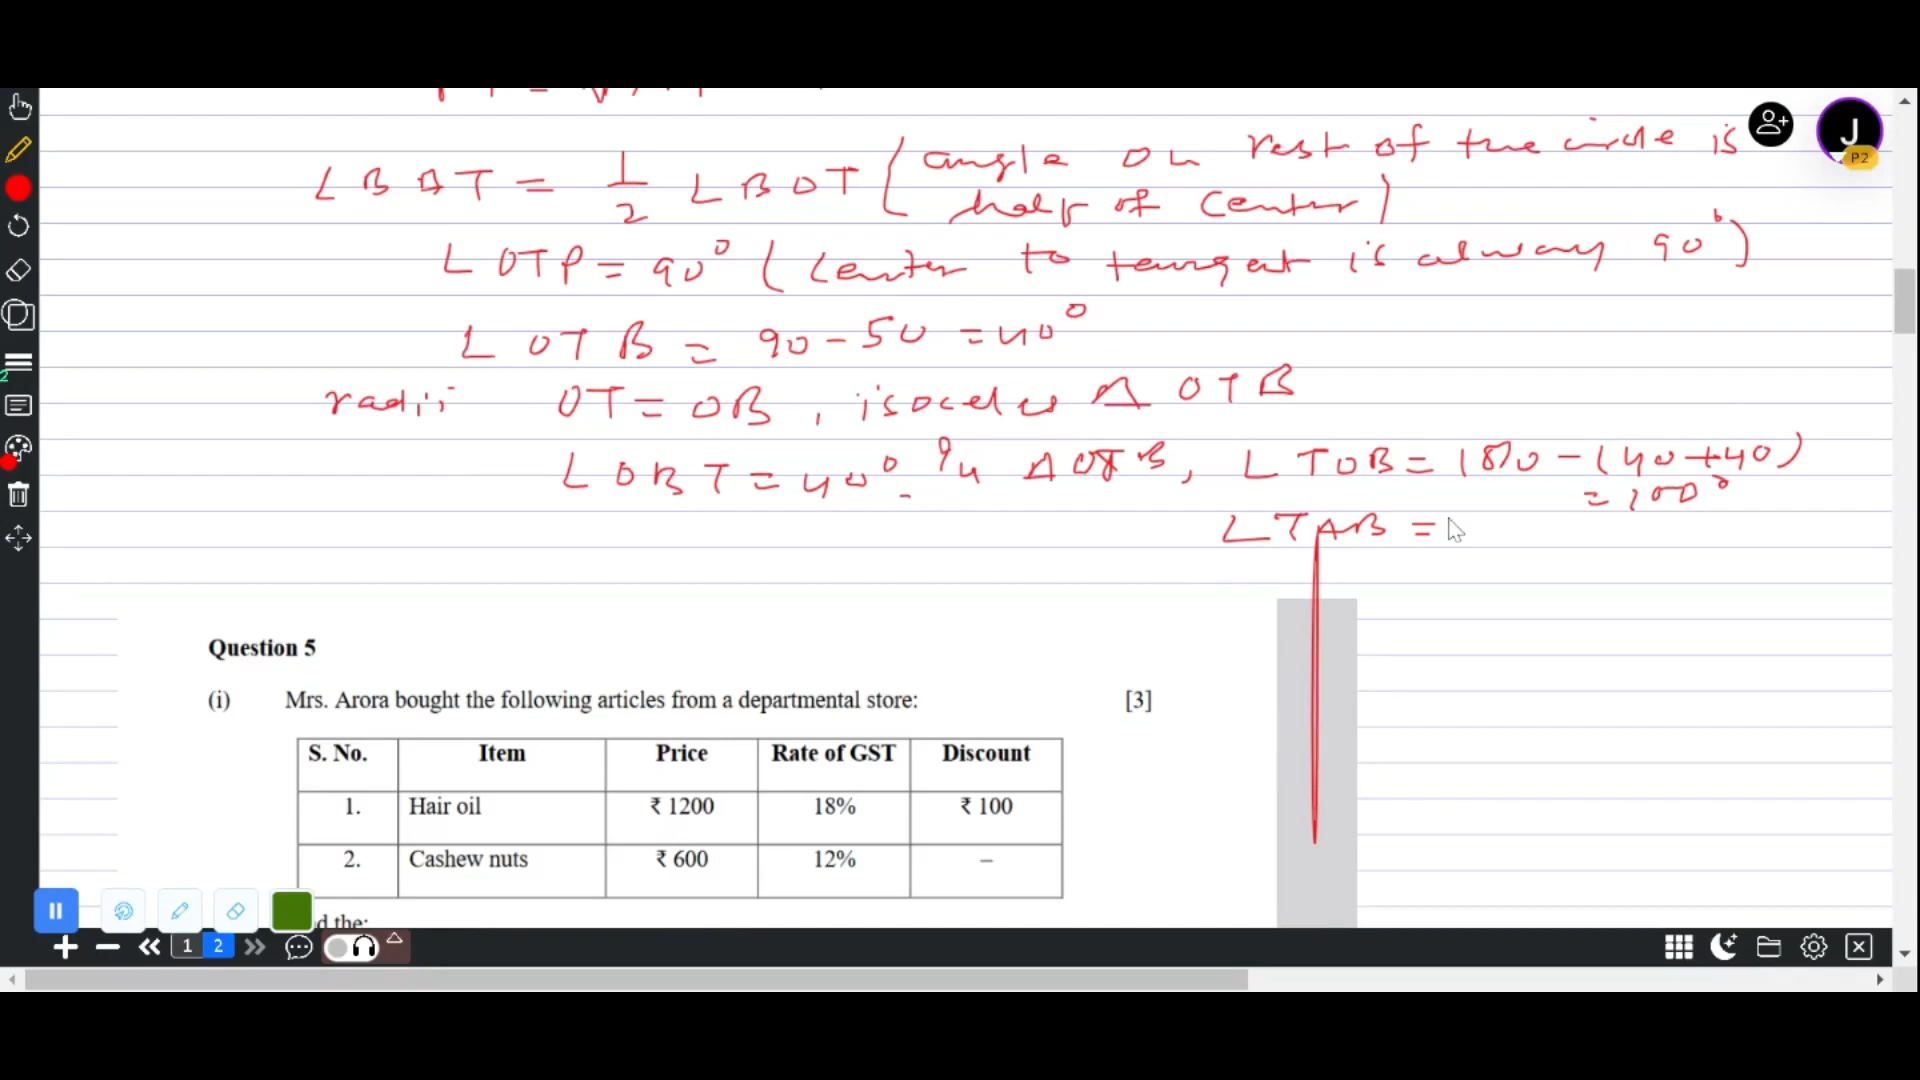 ∠BAT = 1/2 ∠BOT (angle on rest of the circle is
half of center)
∠OTP = 90° (center to tangent is always 90°)
∠OTB = 90 - 50 = 40°
radii OT = OB, isoceles Δ OTB
∠OBT = 40°. In Δ OTB, ∠TOB = 180 - (40+40)
= 100°
∠TAB =
Question 5
(i) Mrs. Arora bought the following articles from a departmental store: [3]
S. No. Item Price Rate of GST Discount
1. Hair oil ₹ 1200 18% ₹ 100
2. Cashew nuts ₹ 600 12% –
d the:
J
P2
2
1 2